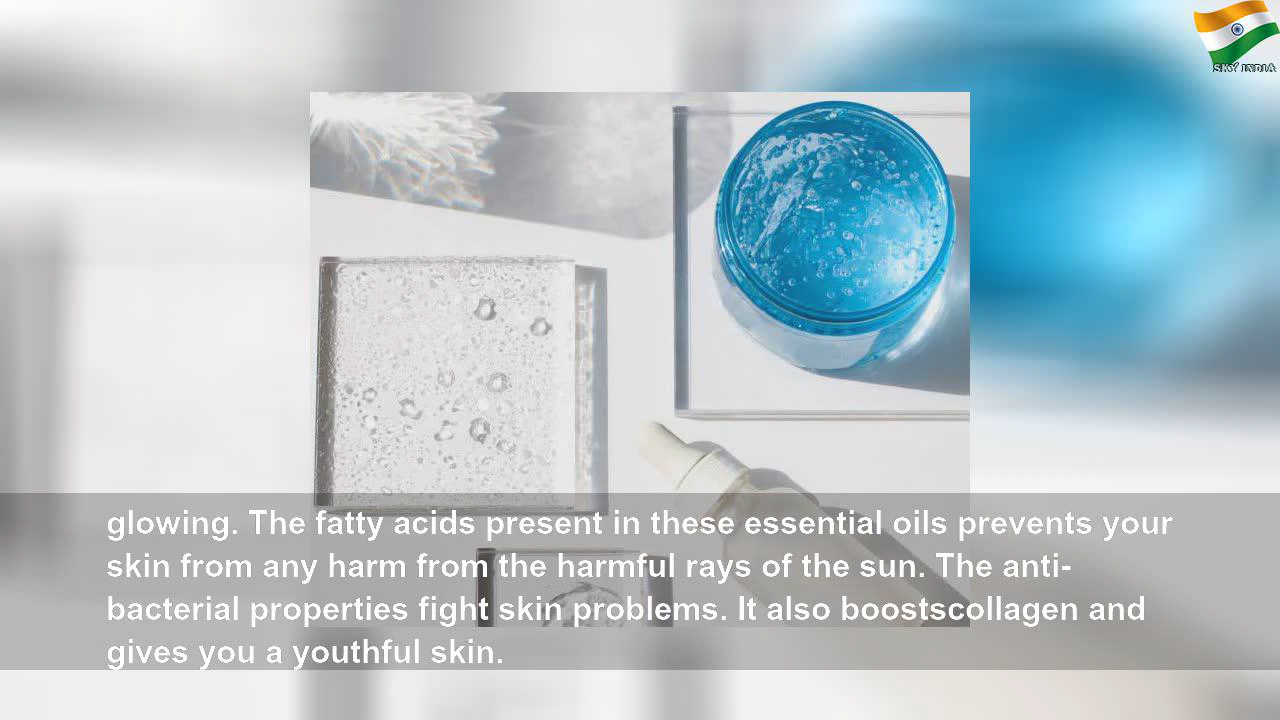 SKY INDIA
glowing. The fatty acids present in these essential oils prevents your
skin from any harm from the harmful rays of the sun. The anti-
bacterial properties fight skin problems. It also boostscollagen and
gives you a youthful skin.